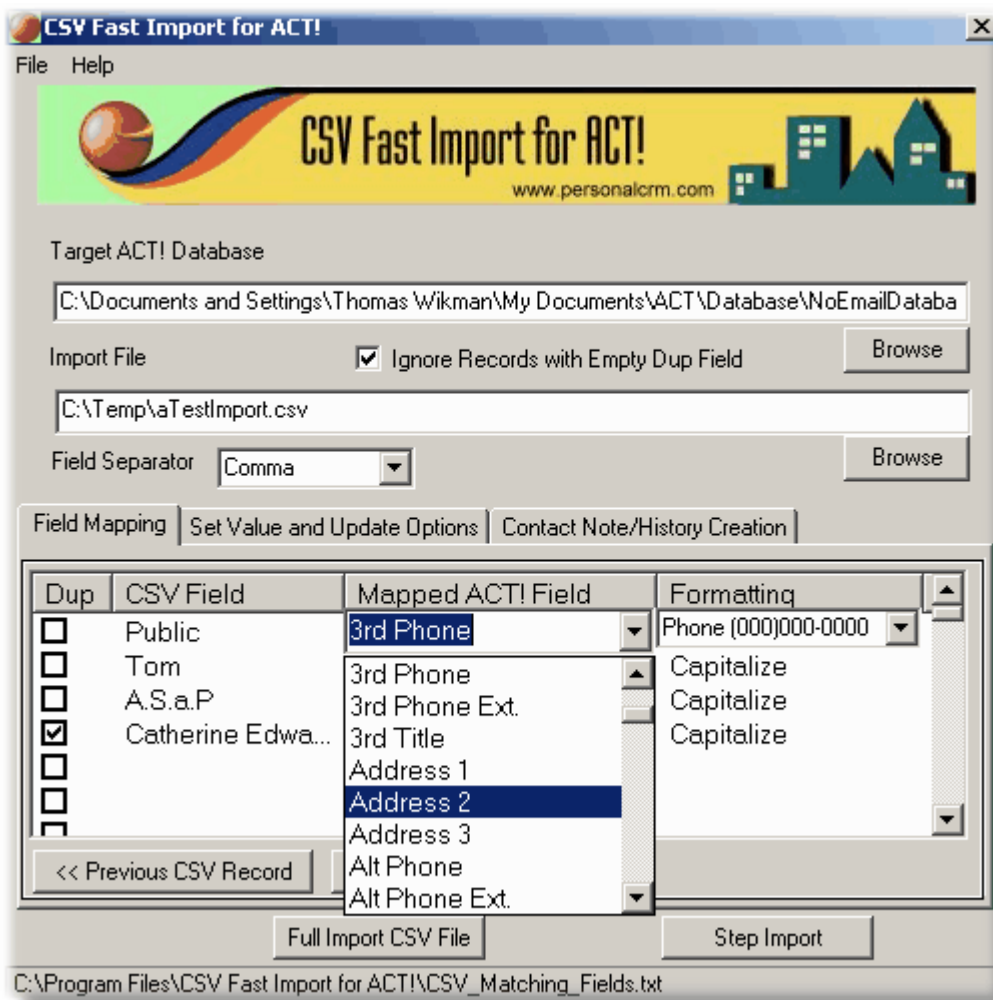 CSV Fast Import for ACT!
File Help
CSV Fast Import for ACT!
www.personalcrm.com
Target ACT! Database
C:\Documents and Settings\Thomas Wikman\My Documents\ACT\Database\NoEmailDataba
Import File Ignore Records with Empty Dup Field Browse
C:\Temp\aTestImport.csv
Field Separator Comma Browse
Field Mapping Set Value and Update Options Contact Note/History Creation
Dup CSV Field Mapped ACT! Field Formatting
Public 3rd Phone Phone (000)000-0000
Tom 3rd Phone Capitalize
A.S.a.P 3rd Phone Ext. Capitalize
Catherine Edwa... 3rd Title Capitalize
Address 1
Address 2
Address 3
<< Previous CSV Record Alt Phone
Alt Phone Ext.
Full Import CSV File Step Import
C:\Program Files\CSV Fast Import for ACT!\CSV_Matching_Fields.txt